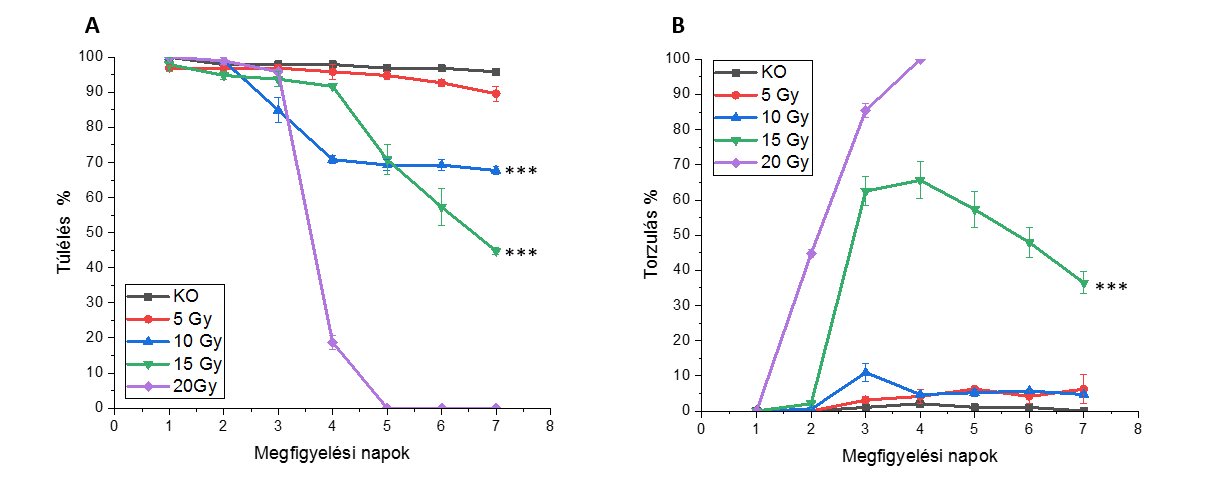 A
Túlélés %
100
90
80
70
60
50
40
30
20
10
0
***
***
KO
5 Gy
10 Gy
15 Gy
20Gy
0 1 2 3 4 5 6 7 8
Megfigyelési napok
B
Torzulás %
100
90
80
70
60
50
40
30
20
10
0
KO
5 Gy
10 Gy
15 Gy
20 Gy
***
0 1 2 3 4 5 6 7 8
Megfigyelési napok